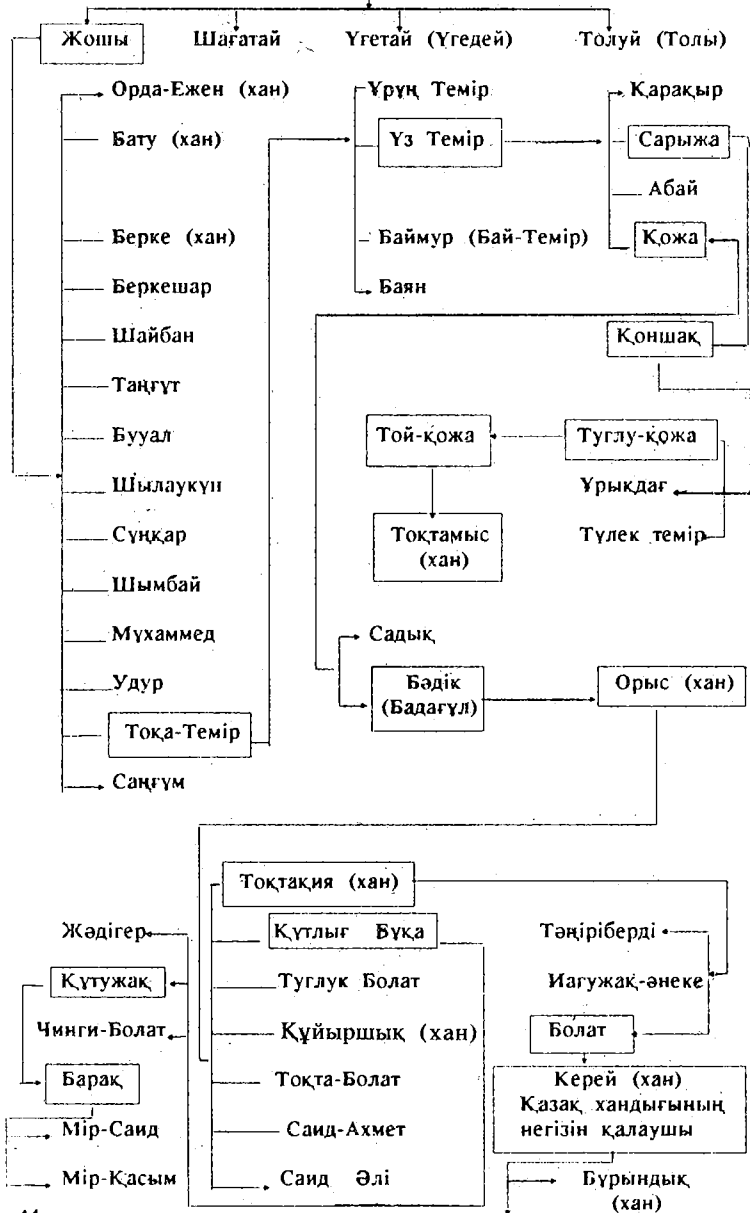 Жошы Шағатай Үгетай (Үгедей) Толуй (Толы)
Орда-Ежен (хан) Ұрұң Темір Қарақыр
Бату (хан) Үз Темір Сарыжа
Абай
Берке (хан) Баймур (Бай-Темір) Қожа
Беркешар Баян
Шайбан Қоншақ
Таңғұт
Бууал Той-қожа Туглу-қожа
Шылаукүн Ұрықдағ
Сұңқар Тоқтамыс Түлек темір
(хан)
Шымбай
Мұхаммед Садық
Удур Бәдік Орыс (хан)
(Бадағұл)
Тоқа-Темір
Саңғұм
Тоқтақия (хан)
Жәдігер Құтлығ Бұқа Тәңіріберді
Құтужақ Туглук Болат Иагужақ-әнеке
Чинги-Болат Құйыршық (хан) Болат
Барақ Тоқта-Болат Керей (хан)
Қазақ хандығының
Мір-Саид Саид-Ахмет негізін қалаушы
Мір-Қасым Саид Әлі Бұрындық
(хан)